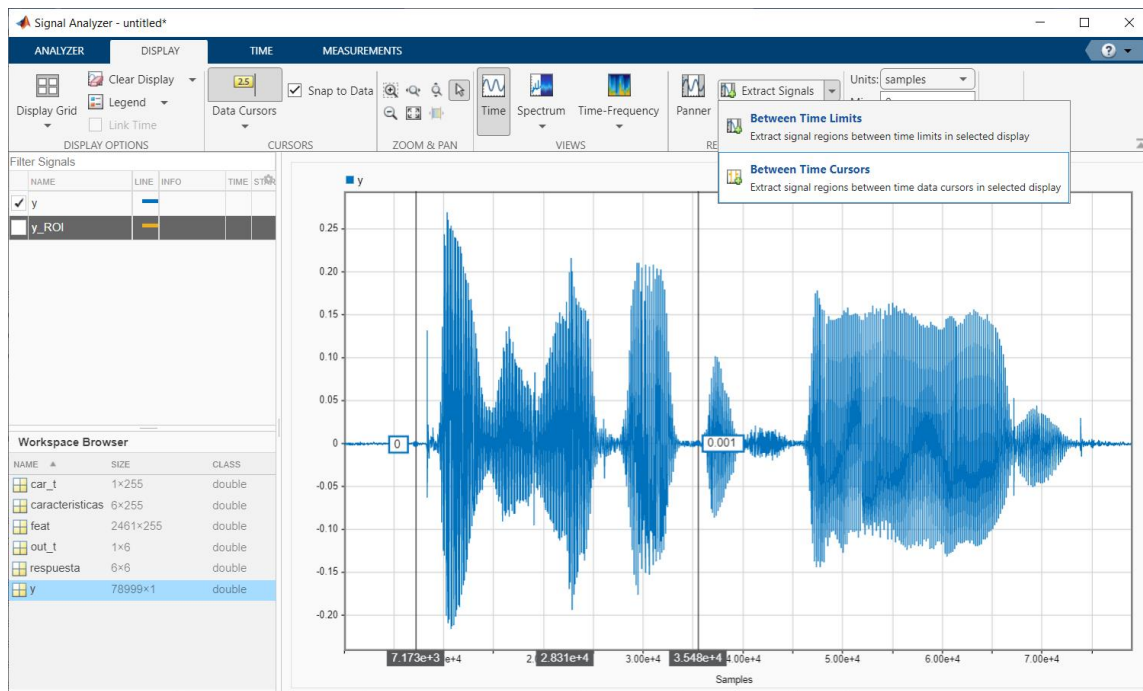 Signal Analyzer - untitled*
ANALYZER DISPLAY TIME MEASUREMENTS
Display Grid
Clear Display
Legend
Link Time
DISPLAY OPTIONS
2.5
Data Cursors
Snap to Data
CURSORS
ZOOM & PAN
Time
Spectrum
Time-Frequency
VIEWS
Panner
Extract Signals
Units: samples
Between Time Limits
Extract signal regions between time limits in selected display
Between Time Cursors
Extract signal regions between time data cursors in selected display
Filter Signals
NAME LINE INFO TIME
y
y_ROI
Workspace Browser
NAME SIZE CLASS
car_t 1×255 double
caracteristicas 6×255 double
feat 2461×255 double
out_t 1×6 double
respuesta 6×6 double
y 78999×1 double
y
0.25
0.20
0.15
0.10
0.05
0
-0.05
-0.10
-0.15
-0.20
0
0.001
7.173e+3 e+4 2. 2.831e+4 3.00e+4 3.548e+4 4.00e+4 5.00e+4 6.00e+4 7.00e+4
Samples